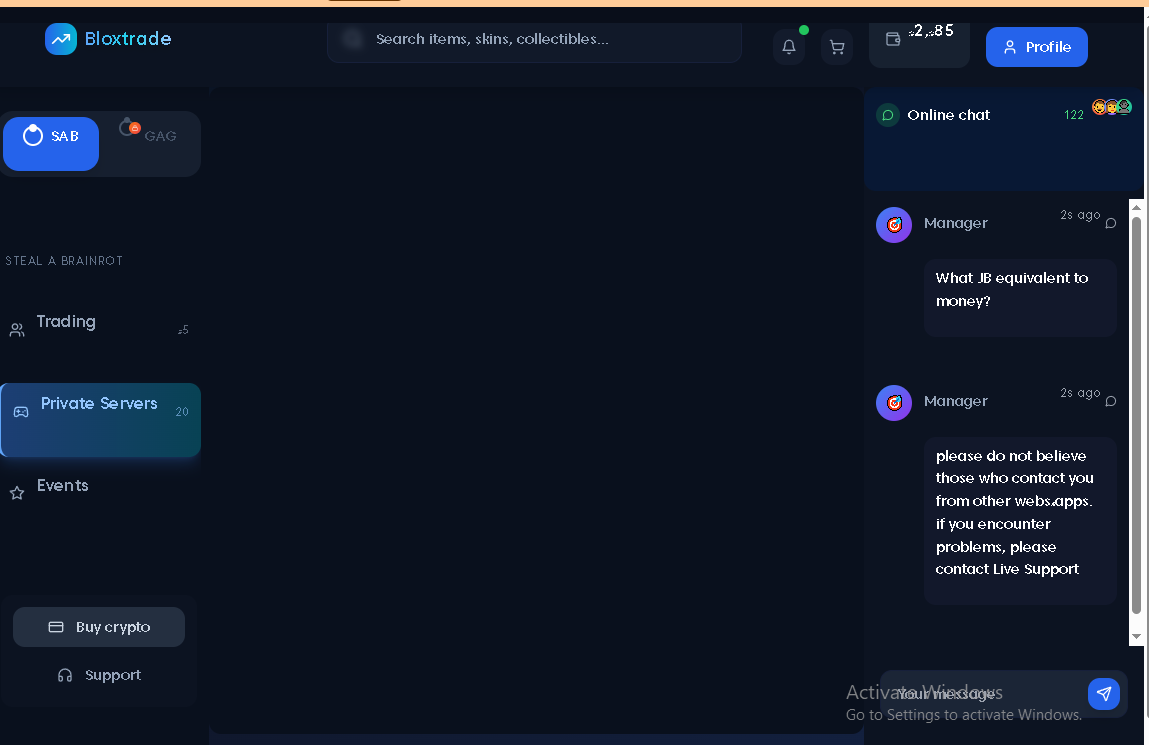 Bloxtrade
Search items, skins, collectibles...
Profile
SAB
GAG
Online chat
122
STEAL A BRAINROT
Trading
Private Servers
20
Events
Buy crypto
Support
Manager
2s ago
What JB equivalent to
money?
Manager
2s ago
please do not believe
those who contact you
from other webs.apps.
if you encounter
problems, please
contact Live Support
Your message
Activate Windows
Go to Settings to activate Windows.